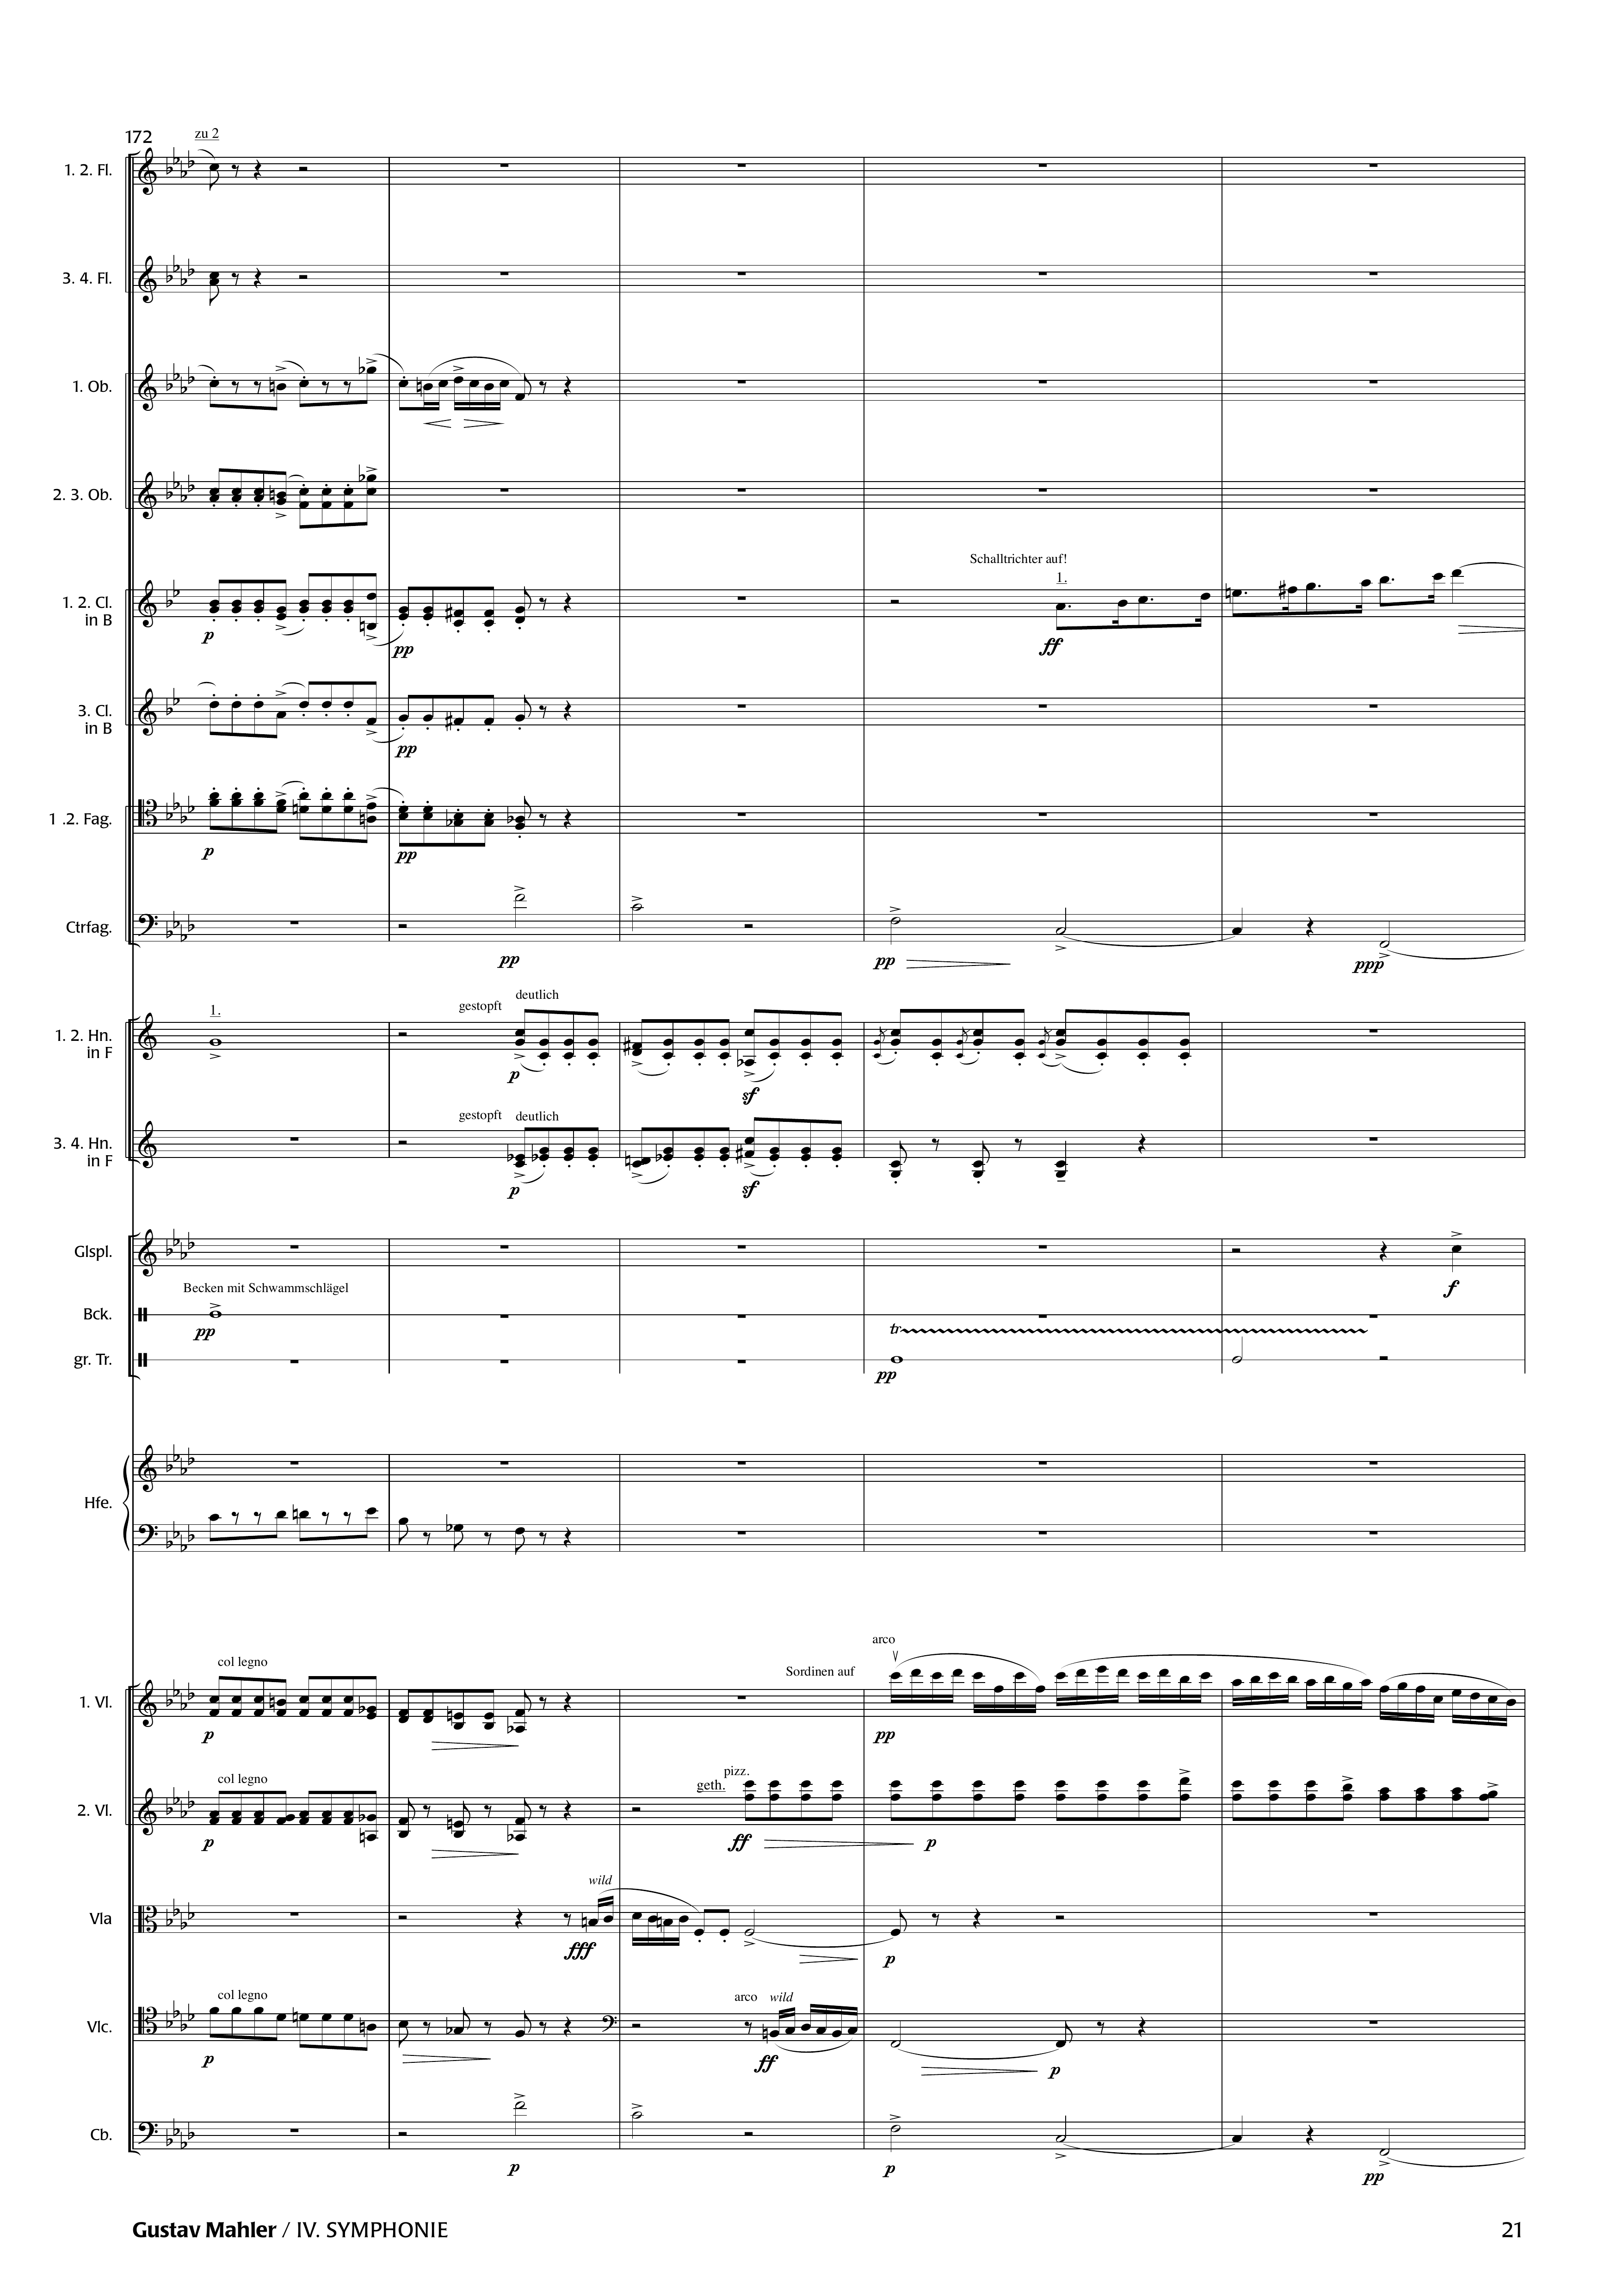 172 zu 2
1. 2. Fl.
3. 4. Fl.
1. Ob.
2. 3. Ob.
Schalltrichter auf!
1.
1. 2. Cl.
in B
p pp ff
3. Cl.
in B
pp
1 .2. Fag.
p pp
Ctrfag.
pp pp ppp
1. gestopft deutlich
1. 2. Hn.
in F
p sf
gestopft deutlich
3. 4. Hn.
in F
p sf
Glspl.
f
Becken mit Schwammschlägel
Bck.
pp
tr
gr. Tr.
pp
Hfe.
arco
col legno Sordinen auf
1. Vl.
p pp
pizz.
col legno geth.
2. Vl.
p ff p
wild
Vla
fff p
col legno arco wild
Vlc.
p ff p
Cb.
p p pp
Gustav Mahler / IV. SYMPHONIE 21